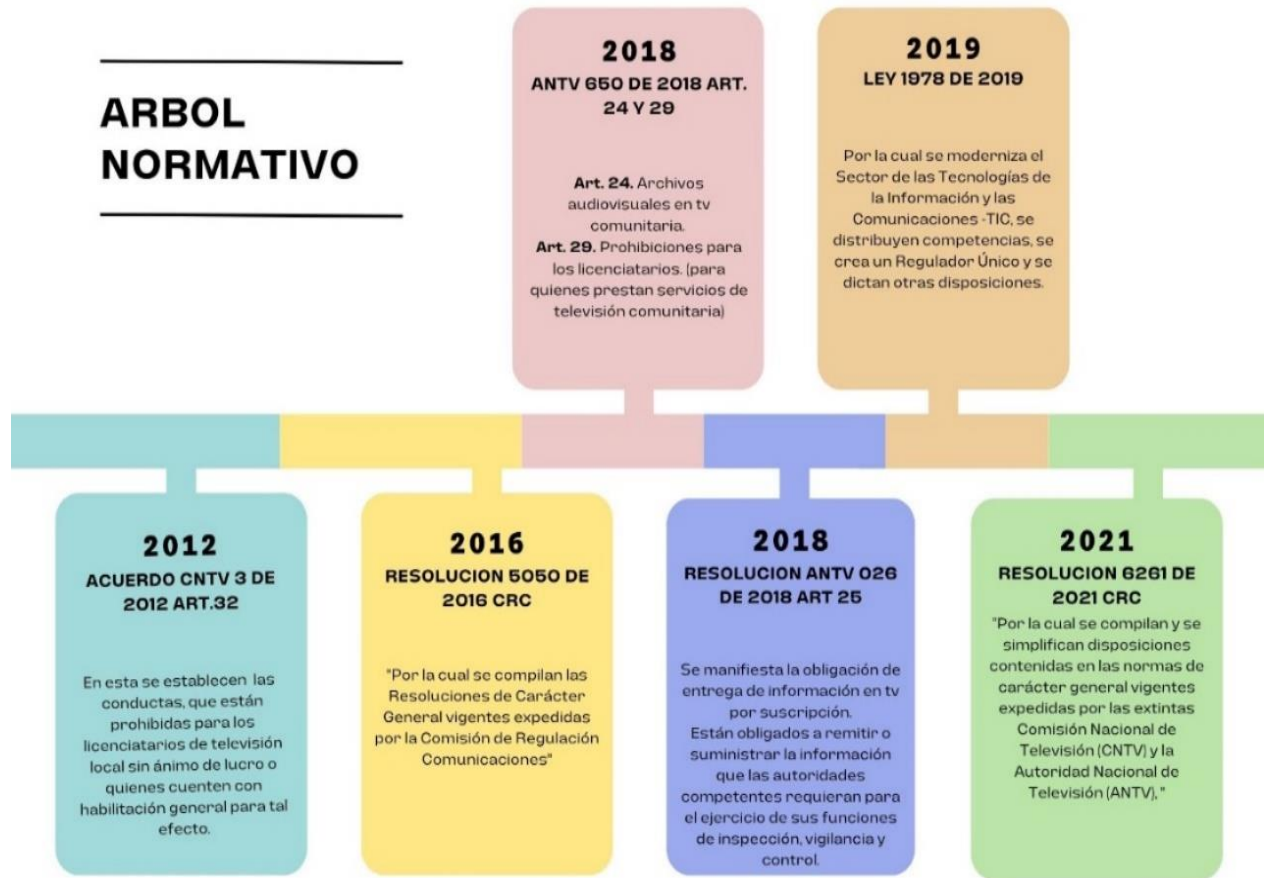 ARBOL
NORMATIVO
2018
ANTV 650 DE 2018 ART.
24 Y 29
Art. 24. Archivos
audiovisuales en tv
comunitaria.
Art. 29. Prohibiciones para
los licenciatarios. (para
quienes prestan servicios de
televisión comunitaria)
2019
LEY 1978 DE 2019
Por la cual se moderniza el
Sector de las Tecnologías de
la Información y las
Comunicaciones -TIC, se
distribuyen competencias, se
crea un Regulador Único y se
dictan otras disposiciones.
2012
ACUERDO CNTV 3 DE
2012 ART.32
En esta se establecen las
conductas, que están
prohibidas para los
licenciatarios de televisión
local sin ánimo de lucro o
quienes cuenten con
habilitación general para tal
efecto.
2016
RESOLUCION 5050 DE
2016 CRC
"Por la cual se compilan las
Resoluciones de Carácter
General vigentes expedidas
por la Comisión de Regulación
Comunicaciones"
2018
RESOLUCION ANTV 026
DE 2018 ART 25
Se manifiesta la obligación de
entrega de información en tv
por suscripción.
Están obligados a remitir o
suministrar la información
que las autoridades
competentes requieran para
el ejercicio de sus funciones
de inspección, vigilancia y
control.
2021
RESOLUCION 6261 DE
2021 CRC
"Por la cual se compilan y se
simplifican disposiciones
contenidas en las normas de
carácter general vigentes
expedidas por las extintas
Comisión Nacional de
Televisión (CNTV) y la
Autoridad Nacional de
Televisión (ANTV), "